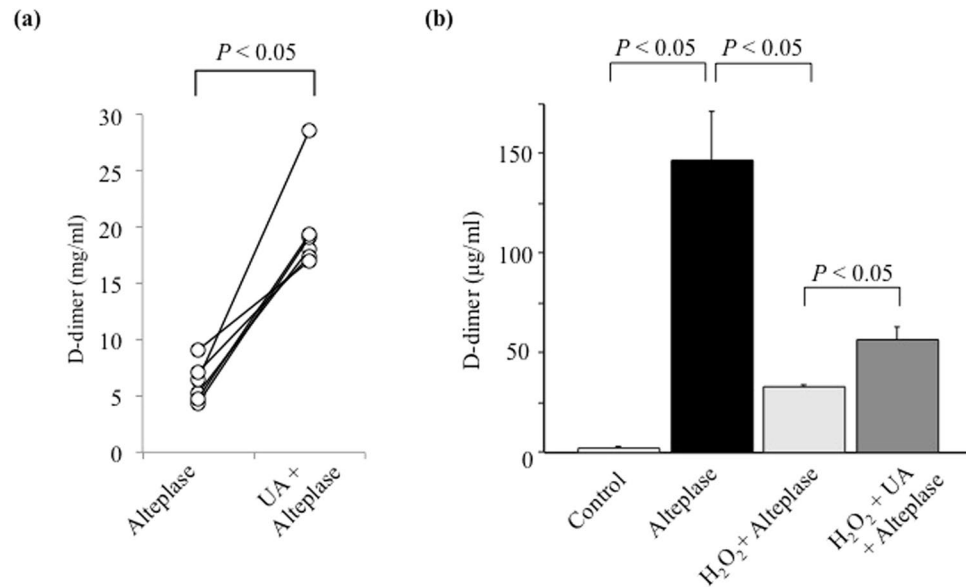 (a)
P < 0.05
D-dimer (mg/ml)
30
25
20
15
10
5
0
Alteplase
UA +
Alteplase
(b)
P < 0.05
P < 0.05
P < 0.05
D-dimer (µg/ml)
150
100
50
0
Control
Alteplase
H₂O₂ + Alteplase
H₂O₂ + UA
+ Alteplase